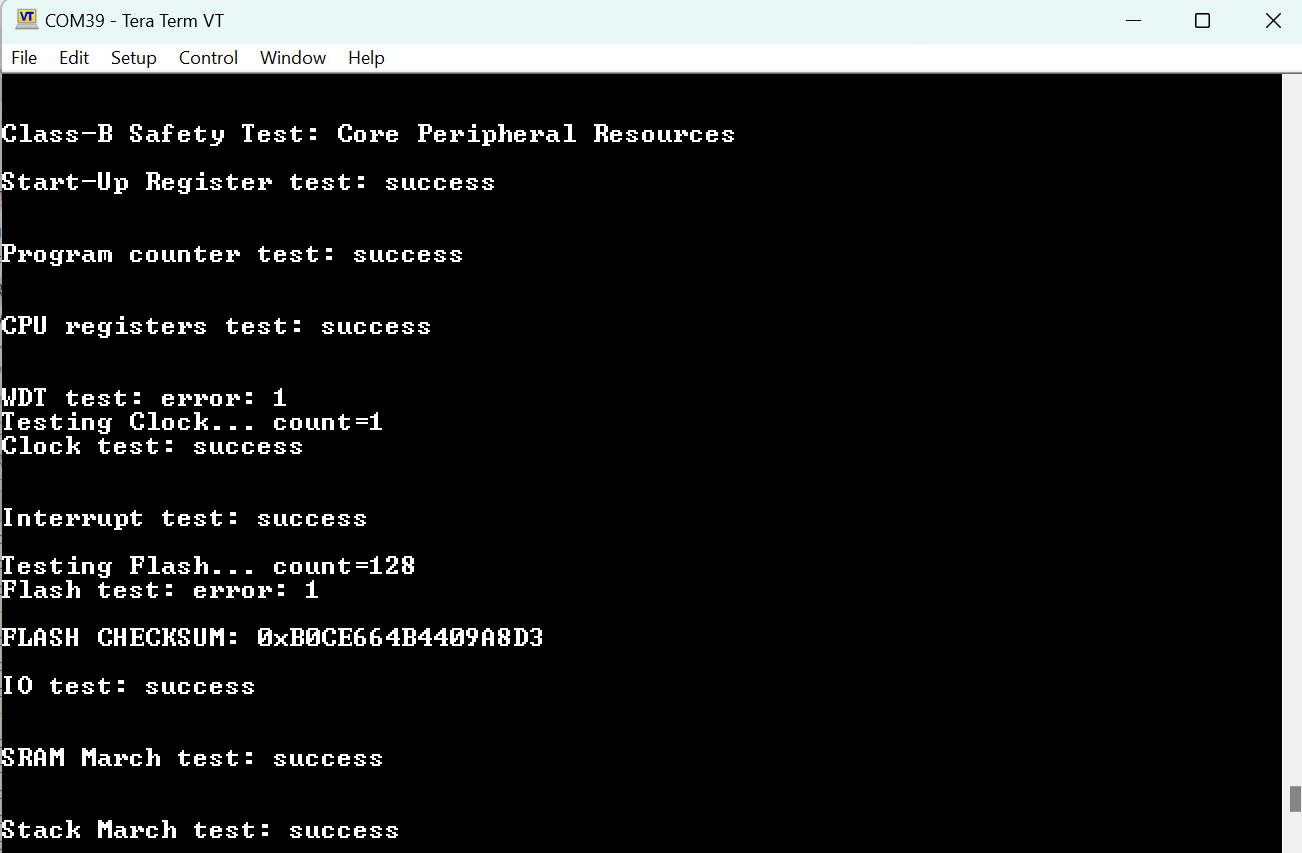 VT COM39 - Tera Term VT
File Edit Setup Control Window Help
Class-B Safety Test: Core Peripheral Resources
Start-Up Register test: success
Program counter test: success
CPU registers test: success
WDT test: error: 1
Testing Clock... count=1
Clock test: success
Interrupt test: success
Testing Flash... count=128
Flash test: error: 1
FLASH CHECKSUM: 0xB0CE664B4409A8D3
IO test: success
SRAM March test: success
Stack March test: success